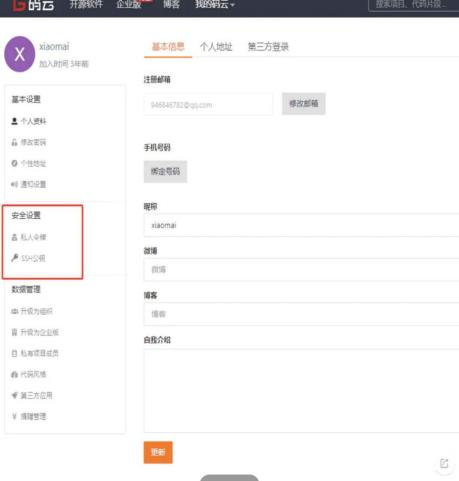 码云 开源软件 企业版 博客 我的码云 搜索项目、代码片段...
X
xiaomai
加入时间 3年前
基本设置
个人资料
修改密码
个性地址
通知设置
安全设置
私人令牌
SSH公钥
数据管理
升级为组织
升级为企业版
私有项目成员
代码风格
第三方应用
¥ 捐赠管理
基本信息 个人地址 第三方登录
注册邮箱
946846782@qq.com 修改邮箱
手机号码
绑定号码
昵称
xiaomai
微博
微博
博客
博客
自我介绍
更新